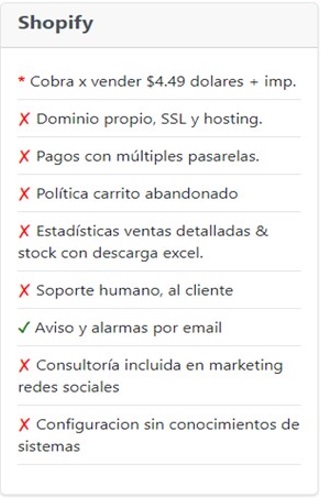 Shopify
* Cobra x vender $4.49 dolares + imp.
✗ Dominio propio, SSL y hosting.
✗ Pagos con múltiples pasarelas.
✗ Política carrito abandonado
✗ Estadísticas ventas detalladas &
stock con descarga excel.
✗ Soporte humano, al cliente
✓ Aviso y alarmas por email
✗ Consultoría incluida en marketing
redes sociales
✗ Configuracion sin conocimientos de
sistemas